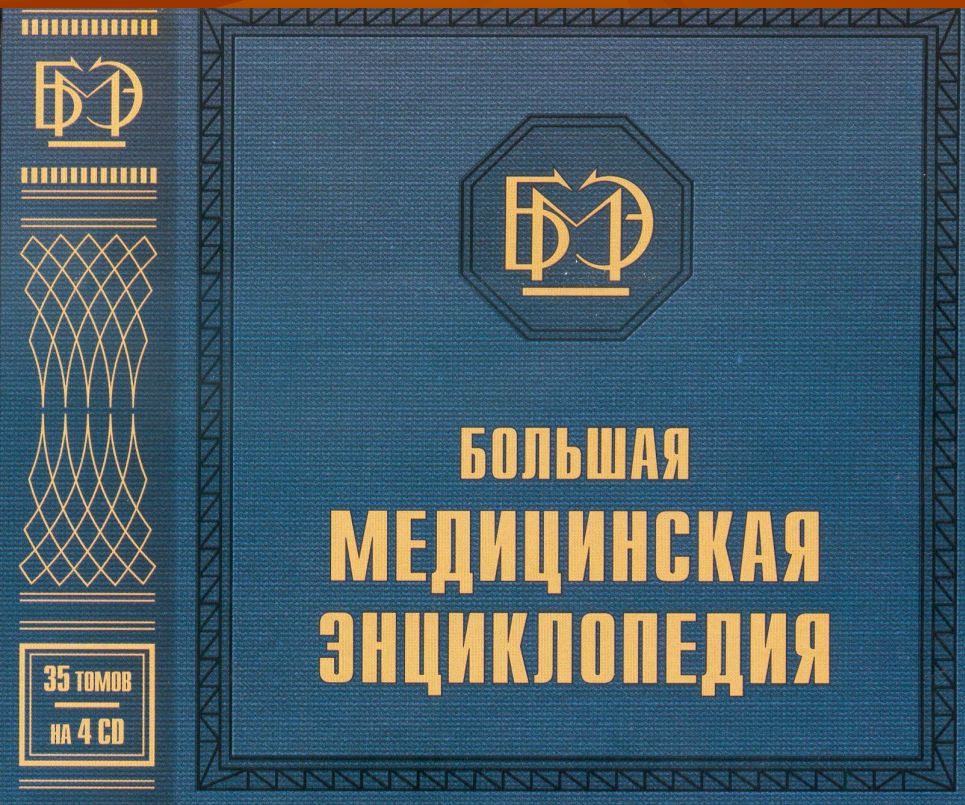 БМЭ
35 ТОМОВ
НА 4 CD
БМЭ
БОЛЬШАЯ
МЕДИЦИНСКАЯ
ЭНЦИКЛОПЕДИЯ